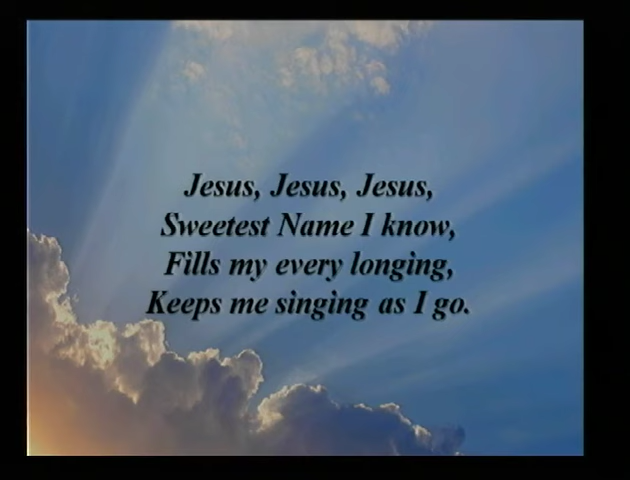 Jesus, Jesus, Jesus,
Sweetest Name I know,
Fills my every longing,
Keeps me singing as I go.